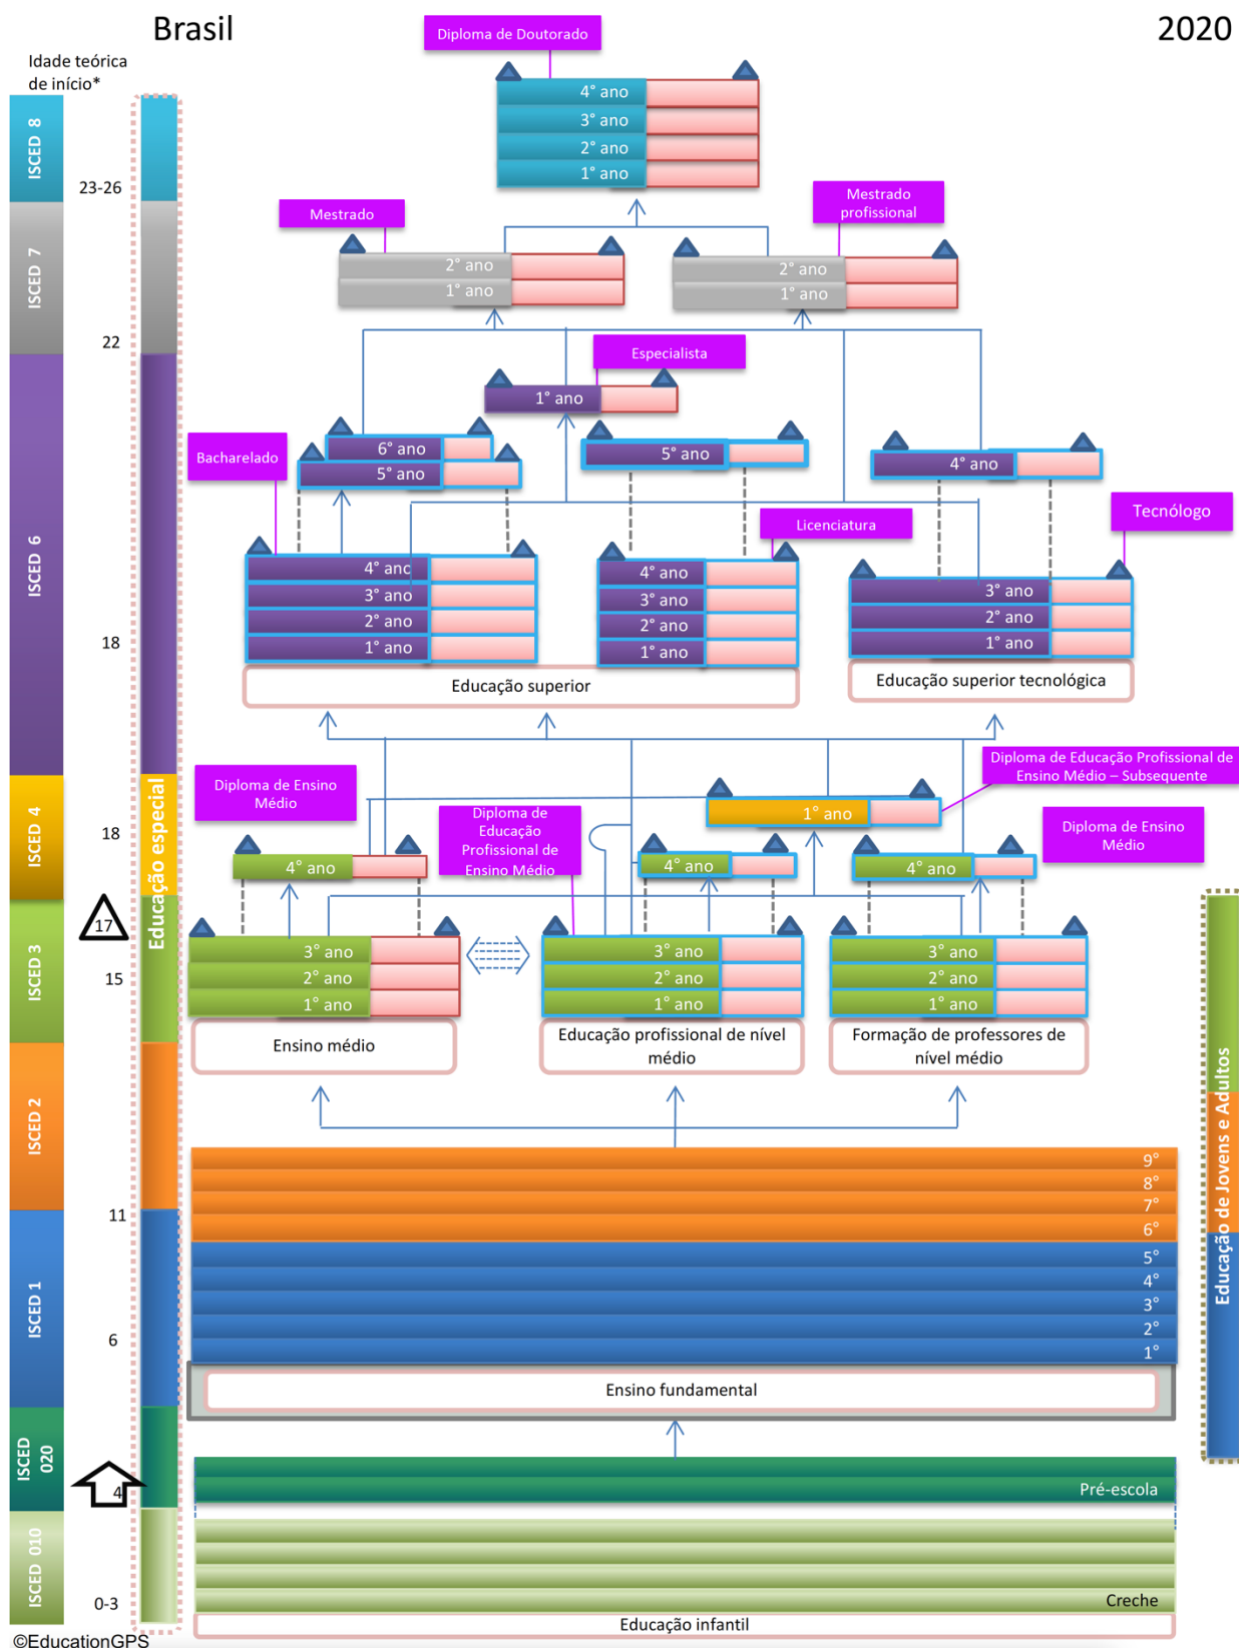 Brasil
2020
Idade teórica
de início*
Diploma de Doutorado
4° ano
3° ano
2° ano
1° ano
ISCED 8
23-26
Mestrado
Mestrado
profissional
2° ano
1° ano
2° ano
1° ano
ISCED 7
22
Especialista
1° ano
Bacharelado
6° ano
5° ano
5° ano
4° ano
Licenciatura
Tecnólogo
ISCED 6
4° ano
3° ano
2° ano
1° ano
4° ano
3° ano
2° ano
1° ano
3° ano
2° ano
1° ano
18
Educação superior
Educação superior tecnológica
Diploma de Educação Profissional de
Ensino Médio – Subsequente
Diploma de Ensino
Médio
Diploma de
Educação
Profissional de
Ensino Médio
1° ano
Diploma de Ensino
Médio
ISCED 4
18
Educação especial
4° ano
4° ano
4° ano
17
ISCED 3
15
3° ano
2° ano
1° ano
3° ano
2° ano
1° ano
3° ano
2° ano
1° ano
Ensino médio
Educação profissional de nível
médio
Formação de professores de
nível médio
ISCED 2
11
9°
8°
7°
6°
5°
4°
3°
2°
1°
ISCED 1
6
Educação de Jovens e Adultos
Ensino fundamental
ISCED
020
4
Pré-escola
ISCED 010
0-3
Creche
Educação infantil
©EducationGPS